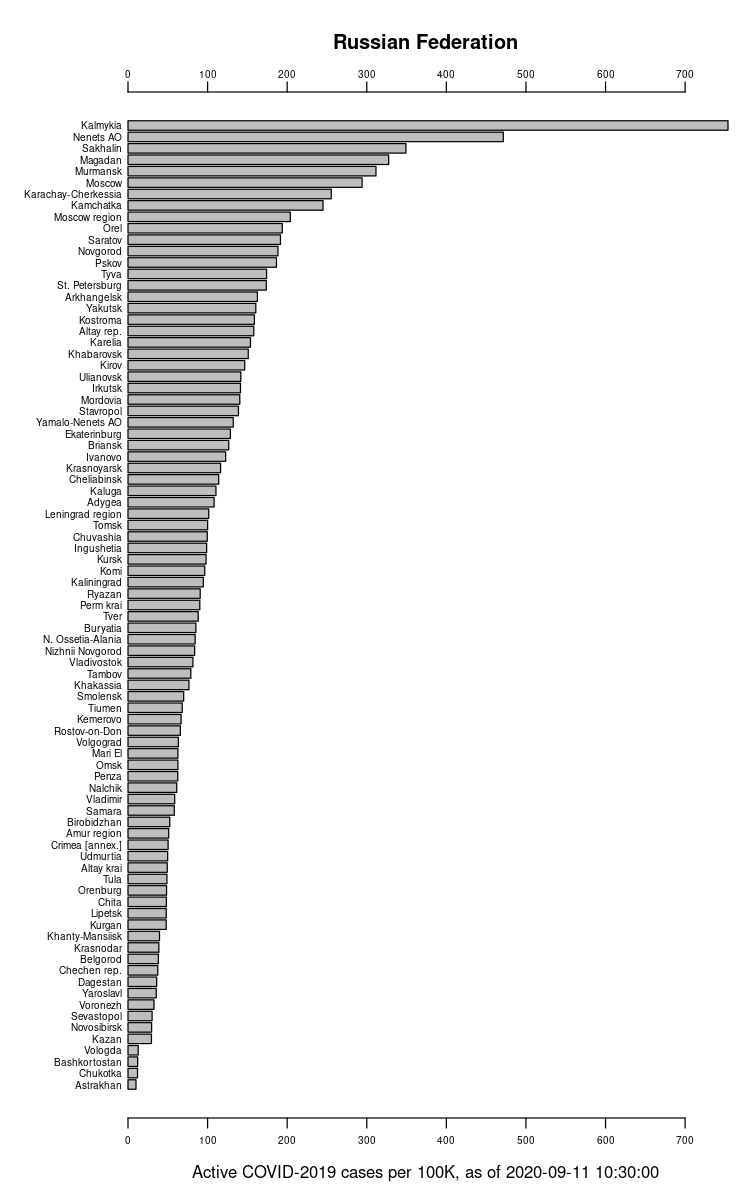 Russian Federation
0 100 200 300 400 500 600 700
Kalmykia
Nenets AO
Sakhalin
Magadan
Murmansk
Moscow
Karachay-Cherkessia
Kamchatka
Moscow region
Orel
Saratov
Novgorod
Pskov
Tyva
St. Petersburg
Arkhangelsk
Yakutsk
Kostroma
Altay rep.
Karelia
Khabarovsk
Kirov
Ulianovsk
Irkutsk
Mordovia
Stavropol
Yamalo-Nenets AO
Ekaterinburg
Briansk
Ivanovo
Krasnoyarsk
Cheliabinsk
Kaluga
Adygea
Leningrad region
Tomsk
Chuvashia
Ingushetia
Kursk
Komi
Kaliningrad
Ryazan
Perm krai
Tver
Buryatia
N. Ossetia-Alania
Nizhnii Novgorod
Vladivostok
Tambov
Khakassia
Smolensk
Tiumen
Kemerovo
Rostov-on-Don
Volgograd
Mari El
Omsk
Penza
Nalchik
Vladimir
Samara
Birobidzhan
Amur region
Crimea [annex.]
Udmurtia
Altay krai
Tula
Orenburg
Chita
Lipetsk
Kurgan
Khanty-Mansiisk
Krasnodar
Belgorod
Chechen rep.
Dagestan
Yaroslavl
Voronezh
Sevastopol
Novosibirsk
Kazan
Vologda
Bashkortostan
Chukotka
Astrakhan
0 100 200 300 400 500 600 700
Active COVID-2019 cases per 100K, as of 2020-09-11 10:30:00